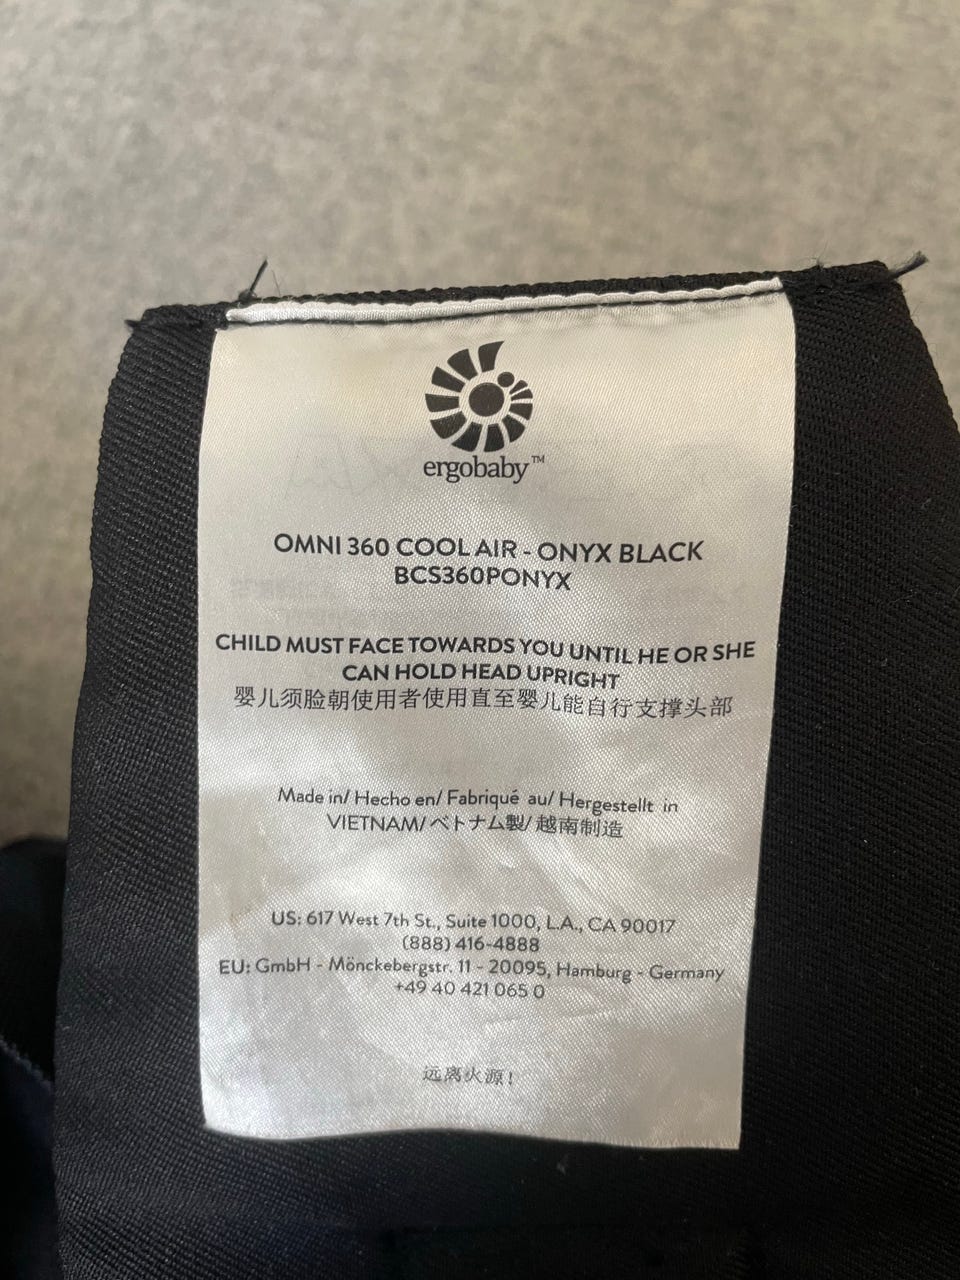 ergobaby™
OMNI 360 COOL AIR - ONYX BLACK
BCS360PONYX
CHILD MUST FACE TOWARDS YOU UNTIL HE OR SHE
CAN HOLD HEAD UPRIGHT
婴儿须脸朝使用者使用直至婴儿能自行支撑头部
Made in/ Hecho en/ Fabriqué au/ Hergestellt in
VIETNAM/ベトナム製/越南制造
US: 617 West 7th St., Suite 1000, L.A., CA 90017
(888) 416-4888
EU: GmbH - Mönckebergstr. 11 - 20095, Hamburg - Germany
+49 40 421 065 0
远离火源!